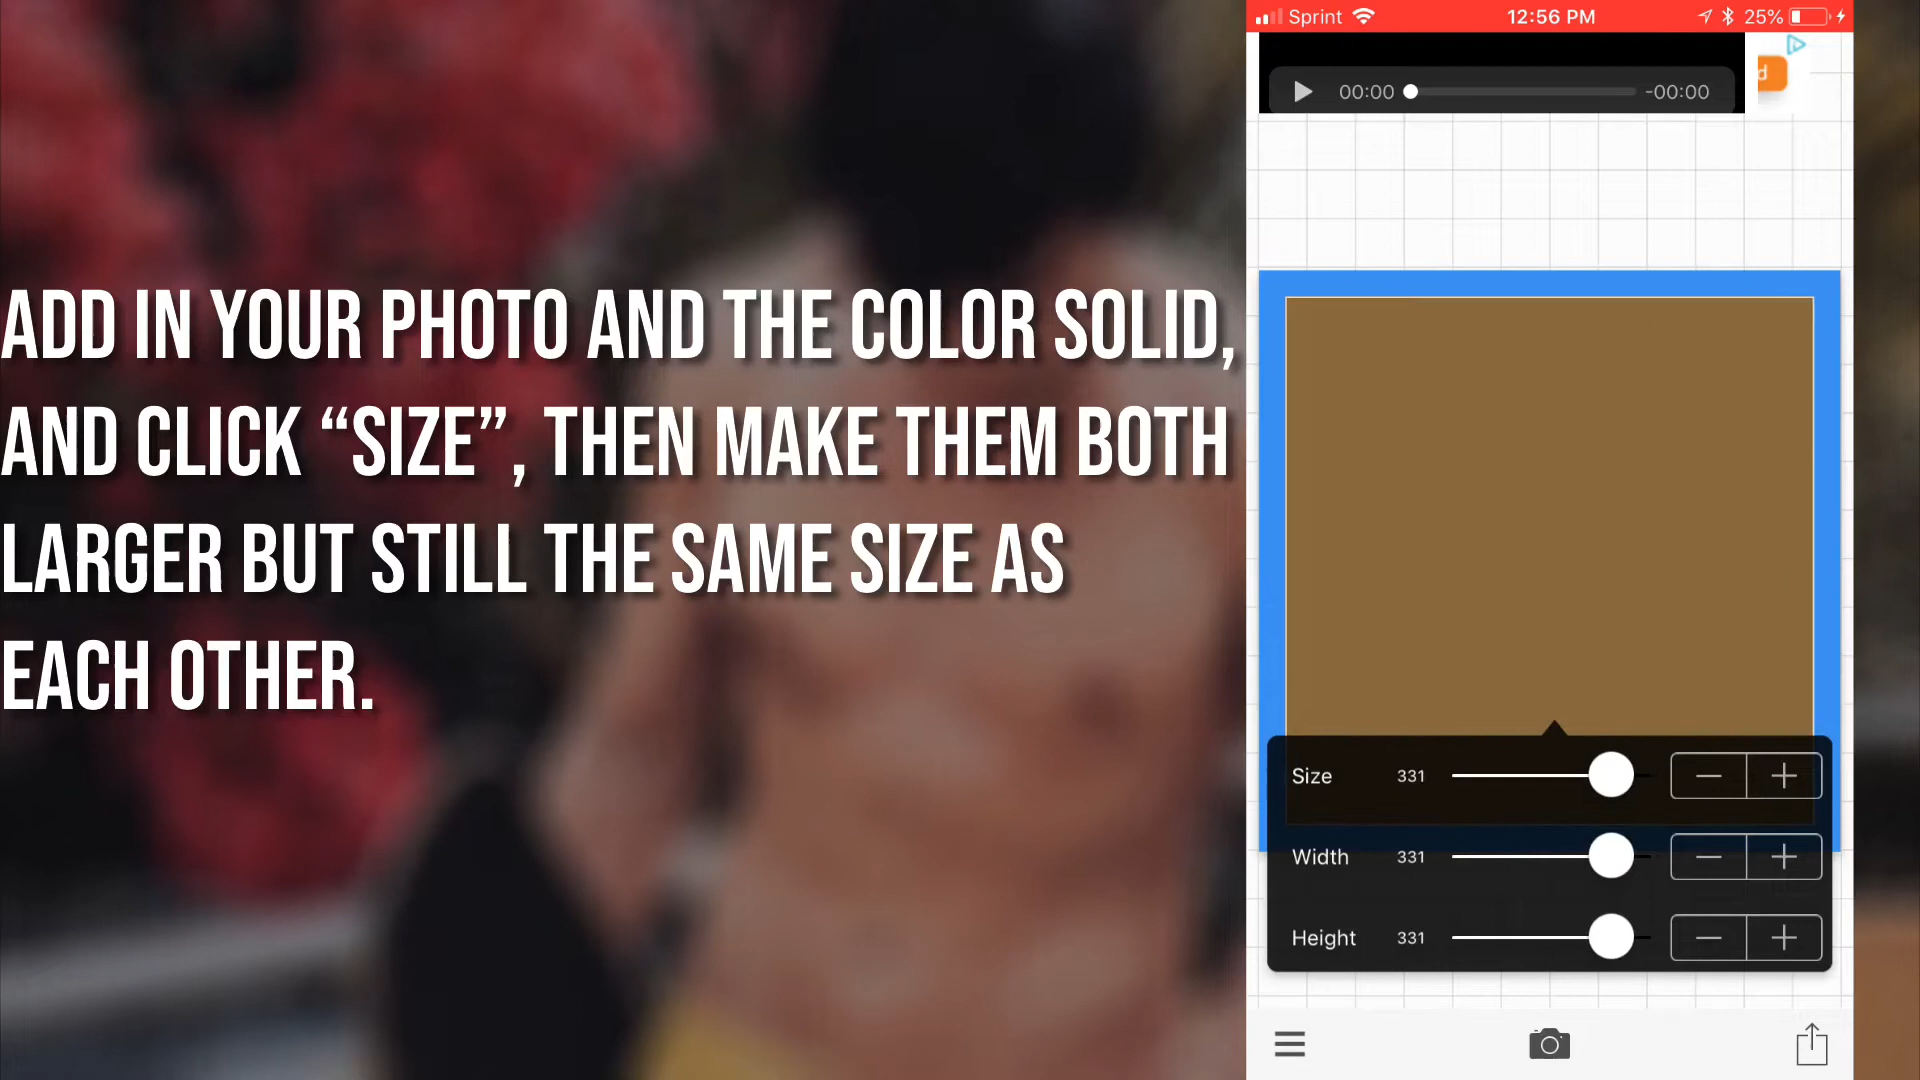 Sprint 12:56 PM 25%
00:00 -00:00
d
ADD IN YOUR PHOTO AND THE COLOR SOLID,
AND CLICK “SIZE”, THEN MAKE THEM BOTH
LARGER BUT STILL THE SAME SIZE AS
EACH OTHER.
Size 331
Width 331
Height 331